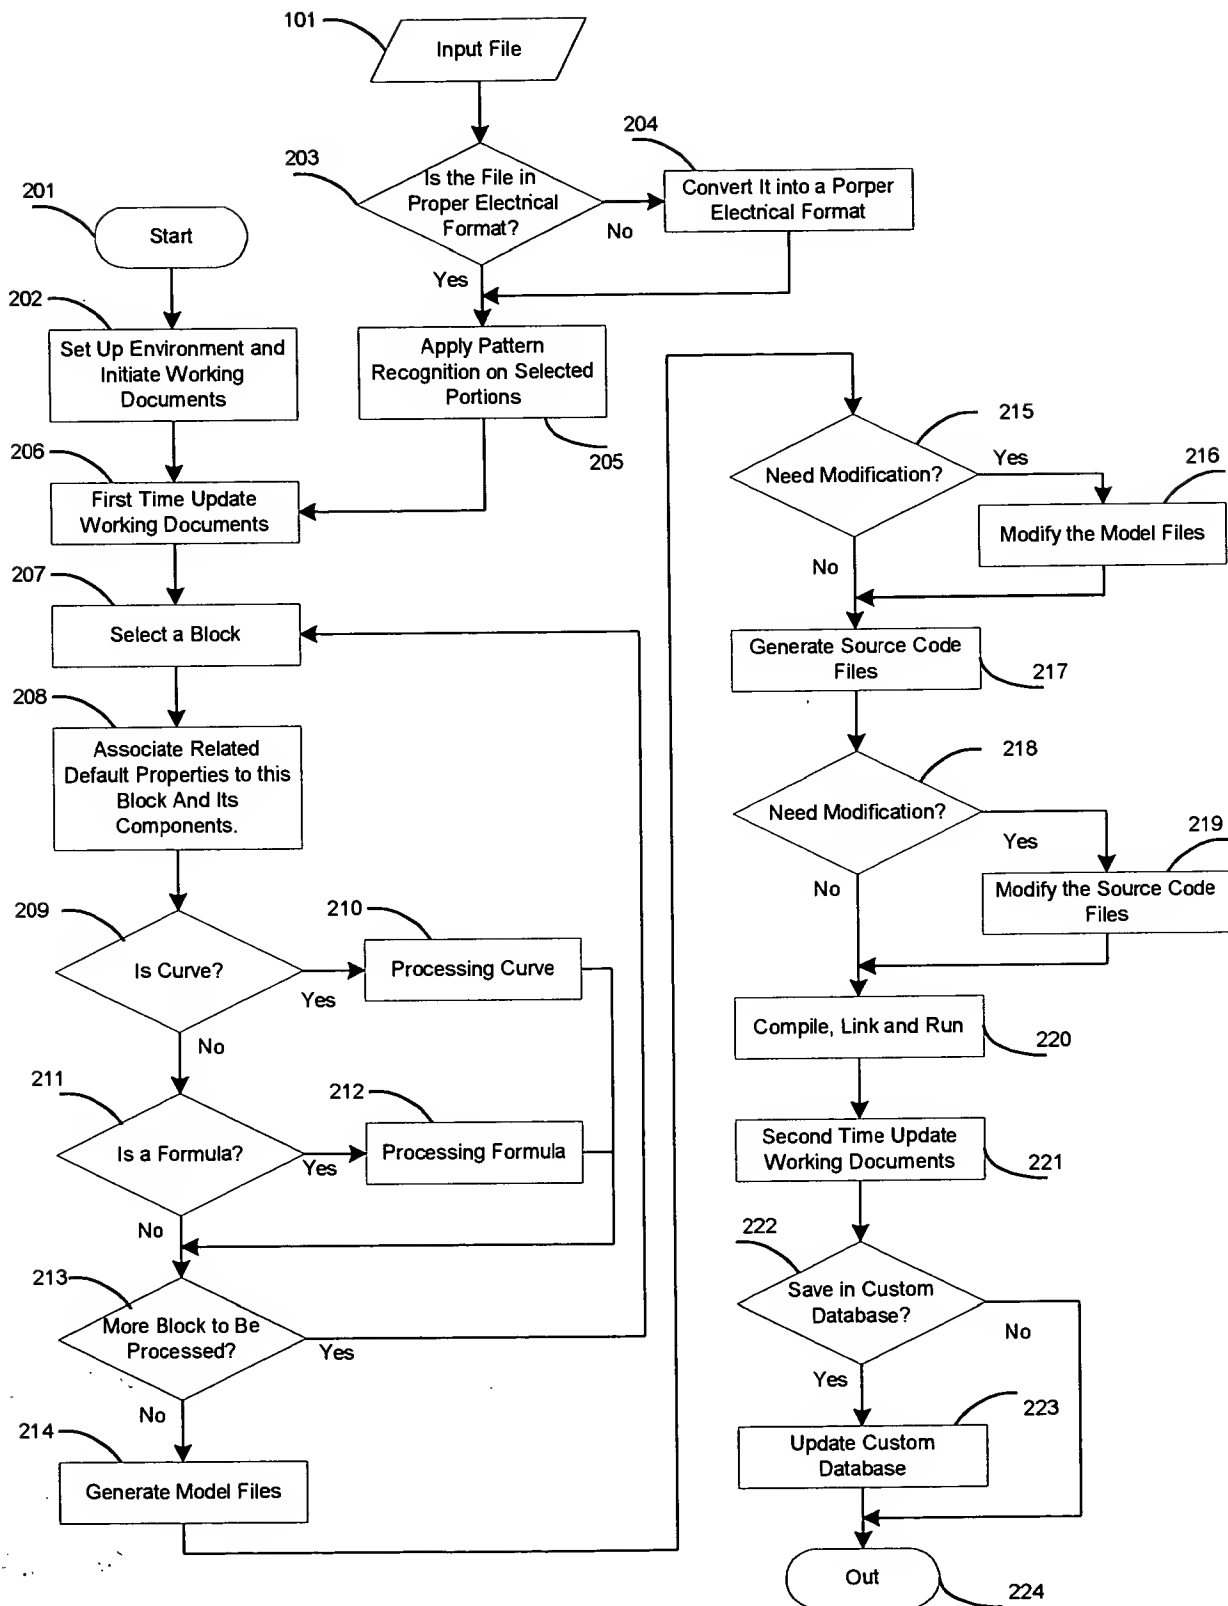 101
Input File
203
Is the File in
Proper Electrical
Format?
204
Convert It into a Porper
Electrical Format
No
Yes
201
Start
202
Set Up Environment and
Initiate Working
Documents
Apply Pattern
Recognition on Selected
Portions
205
206
First Time Update
Working Documents
207
Select a Block
208
Associate Related
Default Properties to this
Block And Its
Components.
209
Is Curve?
Yes
No
210
Processing Curve
211
Is a Formula?
Yes
No
212
Processing Formula
213
More Block to Be
Processed?
Yes
No
214
Generate Model Files
215
Need Modification?
Yes
No
216
Modify the Model Files
Generate Source Code
Files
217
218
Need Modification?
Yes
No
219
Modify the Source Code
Files
Compile, Link and Run
220
Second Time Update
Working Documents
221
222
Save in Custom
Database?
No
Yes
223
Update Custom
Database
Out
224